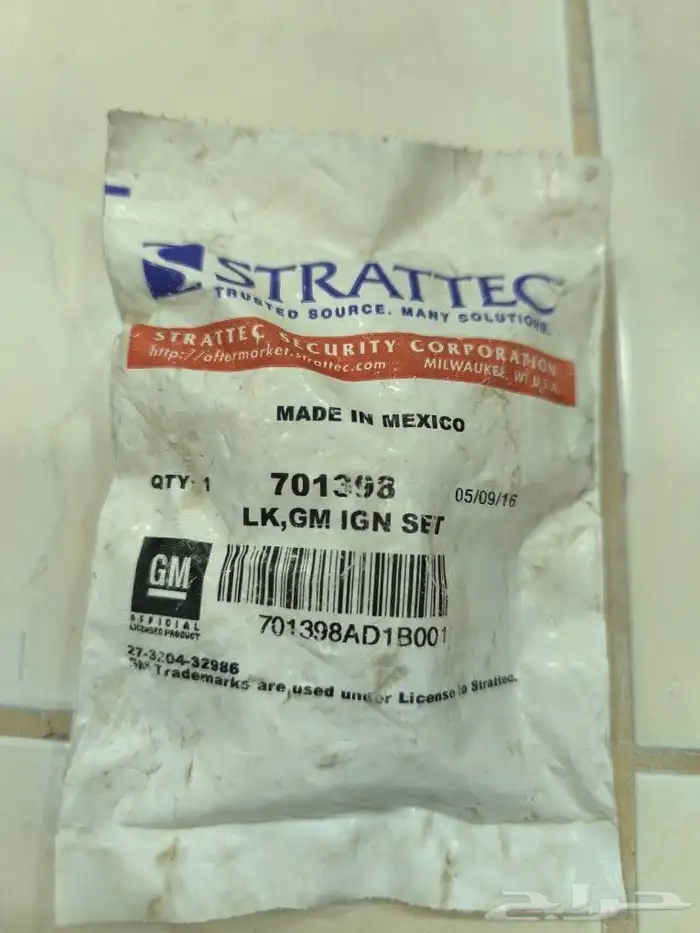 STRATTEC™
TRUSTED SOURCE. MANY SOLUTIONS.
STRATTEC SECURITY CORPORATION
http://aftermarket.strattec.com MILWAUKEE, WI U.S.A.
MADE IN MEXICO
QTY: 1 701398 05/09/16
LK,GM IGN SET
GM
OFFICIAL
LICENSED PRODUCT
701398AD1B001
27-3204-32986
GM Trademarks are used under License to Strattec.
حراج